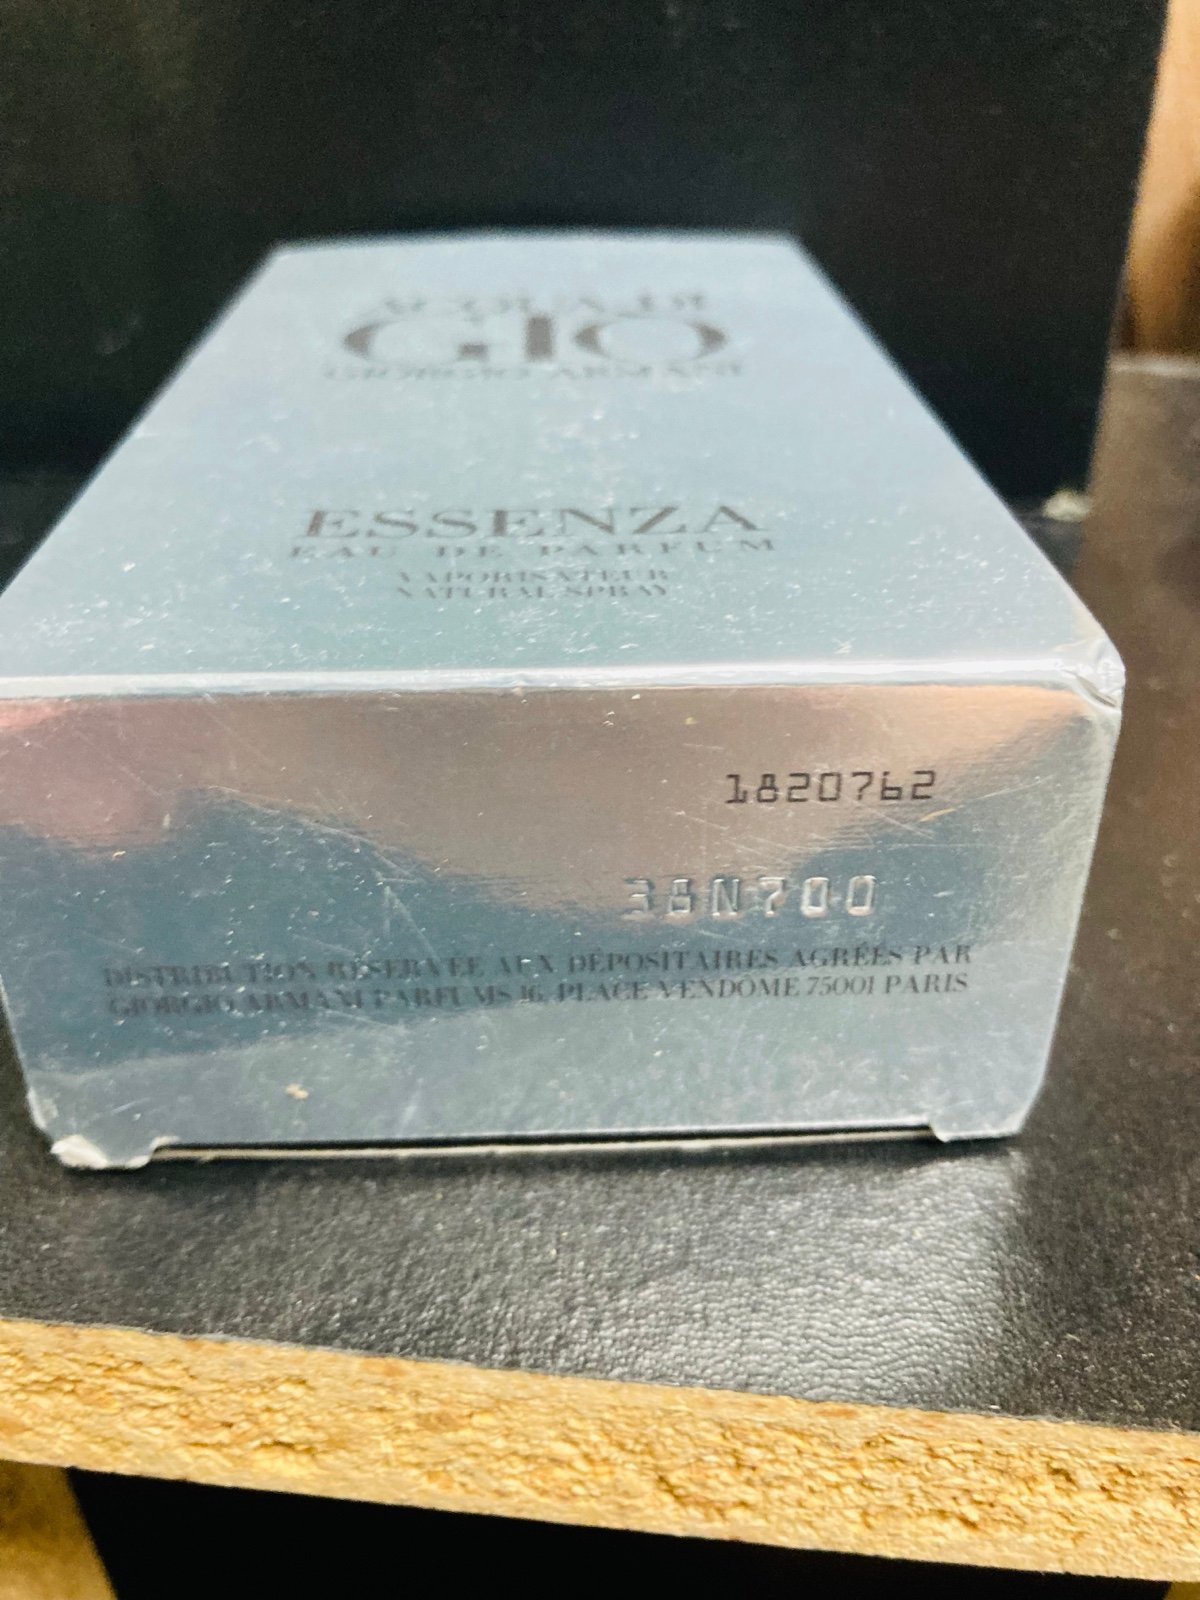 ACQUA DI
GIO
GIORGIO ARMANI
ESSENZA
EAU DE PARFUM
VAPORISATEUR
NATURAL SPRAY
1820762
38N700
DISTRIBUTION RÉSERVÉE AUX DÉPOSITAIRES AGRÉÉS PAR
GIORGIO ARMANI PARFUMS 16, PLACE VENDOME 75001 PARIS